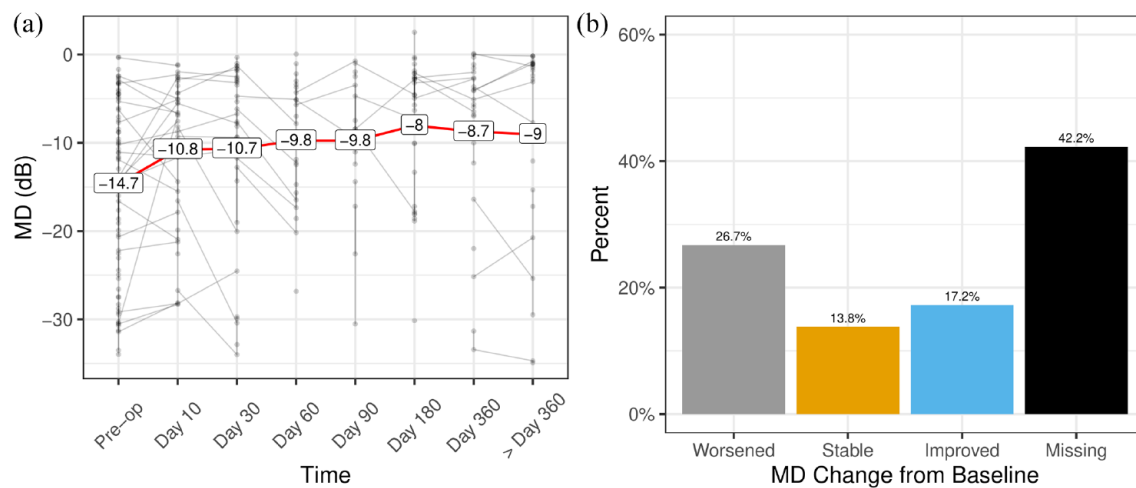 (a)
0
−10
−20
−30
MD (dB)
−14.7
−10.8
−10.7
−9.8
−9.8
−8
−8.7
−9
Pre−op
Day 10
Day 30
Day 60
Day 90
Day 180
Day 360
> Day 360
Time
(b)
60%
40%
20%
0%
Percent
26.7%
13.8%
17.2%
42.2%
Worsened
Stable
Improved
Missing
MD Change from Baseline